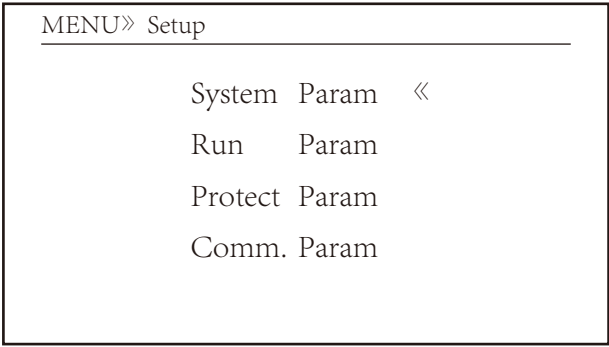 MENU》 Setup
System Param 《
Run Param
Protect Param
Comm. Param